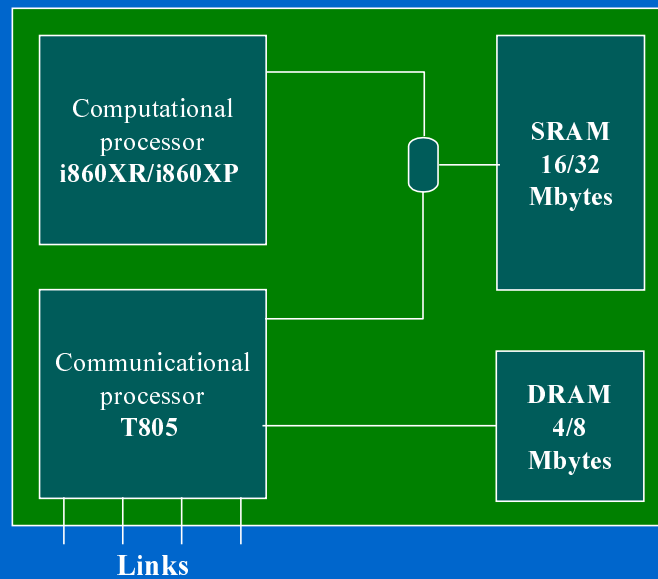 Computational
processor
i860XR/i860XP
SRAM
16/32
Mbytes
Communicational
processor
T805
DRAM
4/8
Mbytes
Links